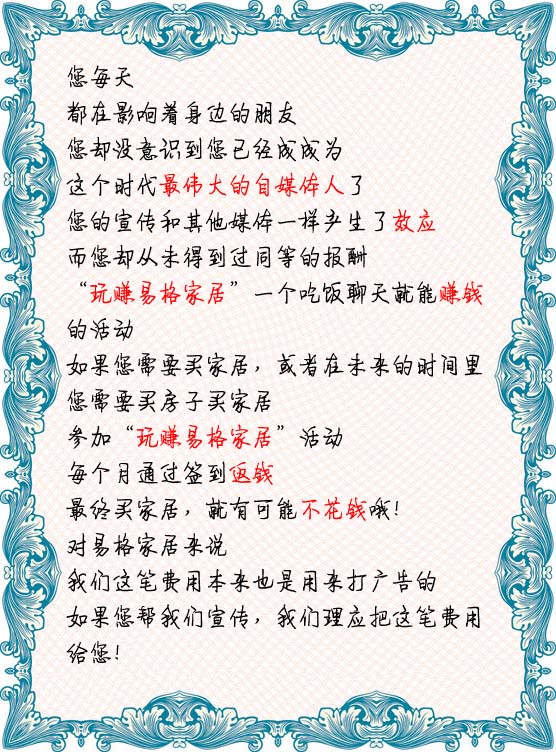 您每天
都在影响着身边的朋友
您却没意识到您已经成成为
这个时代最伟大的自媒体人了
您的宣传和其他媒体一样产生了效应
而您却从未得到过同等的报酬
“玩赚易格家居”一个吃饭聊天就能赚钱
的活动
如果您需要买家居，或者在未来的时间里
您需要买房子买家居
参加“玩赚易格家居”活动
每个月通过签到返钱
最终买家居，就有可能不花钱哦！
对易格家居来说
我们这笔费用本来也是用来打广告的
如果您帮我们宣传，我们理应把这笔费用
给您！